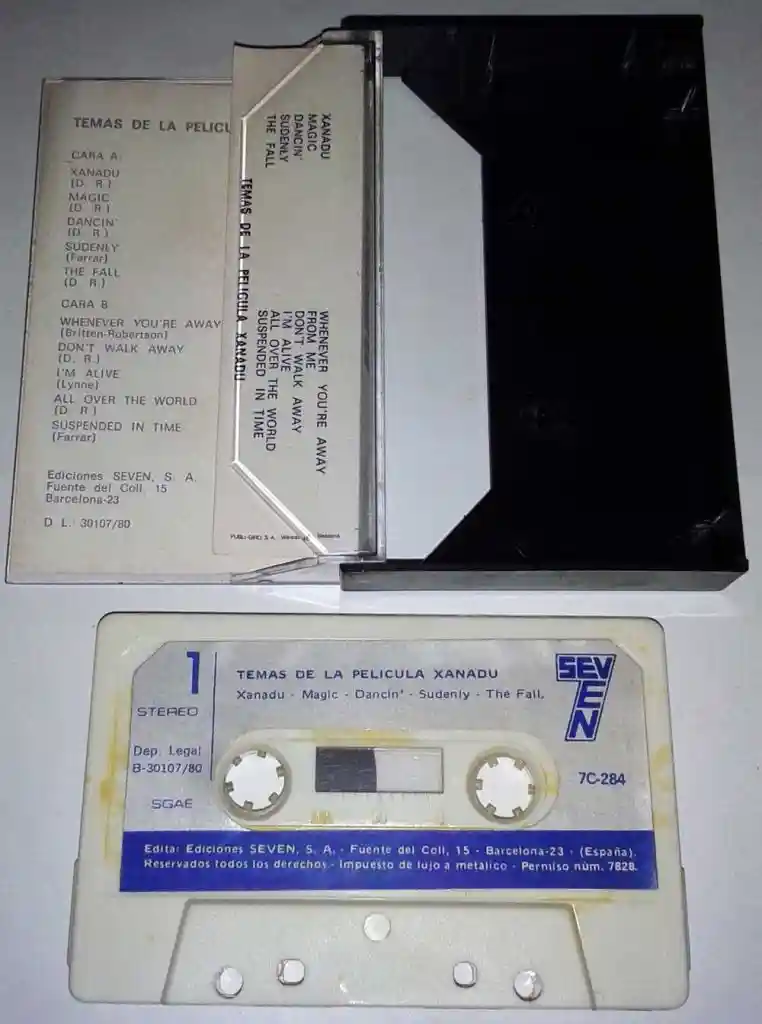 TEMAS DE LA PELICU
CARA A:
XANADU
(D. R.)
MAGIC
(D. R.)
DANCIN'
(D. R.)
SUDENLY
(Farrar)
THE FALL
(D. R.)
CARA B
WHENEVER YOU'RE AWAY
(Britten-Robertson)
DON'T WALK AWAY
(D. R.)
I'M ALIVE
(Lynne)
ALL OVER THE WORLD
(D. R.)
SUSPENDED IN TIME
(Farrar)
Ediciones SEVEN, S. A.
Fuente del Coll, 15
Barcelona-23
D. L. 30107/80
XANADU
MAGIC
DANCIN'
SUDENLY
THE FALL
WHENEVER YOU'RE AWAY
FROM ME
DON'T WALK AWAY
I'M ALIVE
ALL OVER THE WORLD
SUSPENDED IN TIME
TEMAS DE LA PELICULA XANADU
1
STEREO
Dep. Legal
B-30107/80
SGAE
TEMAS DE LA PELICULA XANADU
Xanadu - Magic - Dancin' - Sudenly - The Fall.
SEVEN
7C-284
Edita: Ediciones SEVEN, S. A. - Fuente del Coll, 15 - Barcelona-23 - (España).
Reservados todos los derechos - Impuesto de lujo a metálico - Permiso núm. 7828.